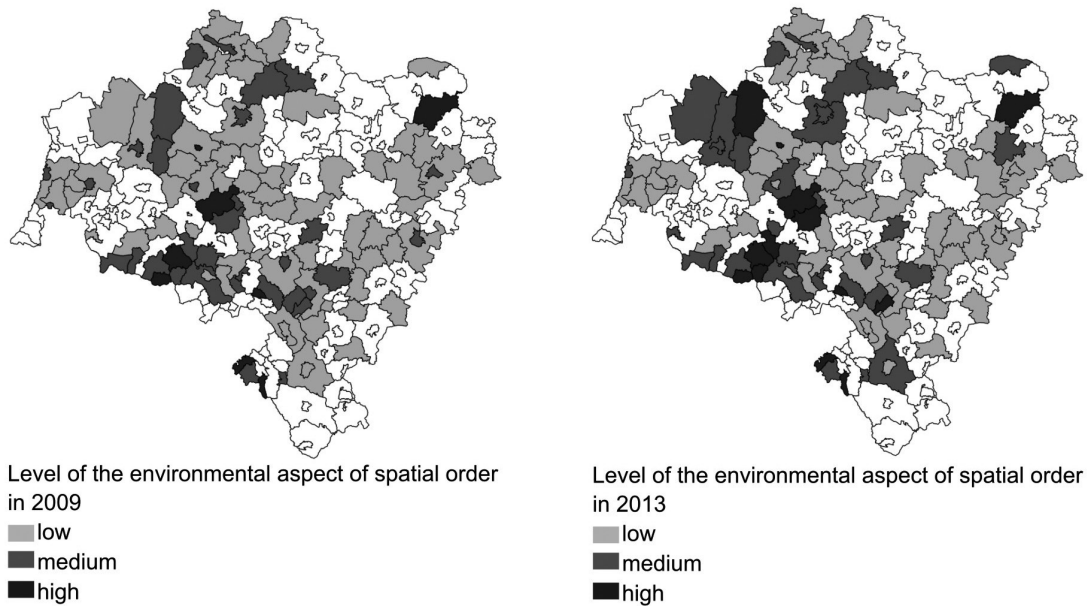 Level of the environmental aspect of spatial order
in 2009
low
medium
high
Level of the environmental aspect of spatial order
in 2013
low
medium
high